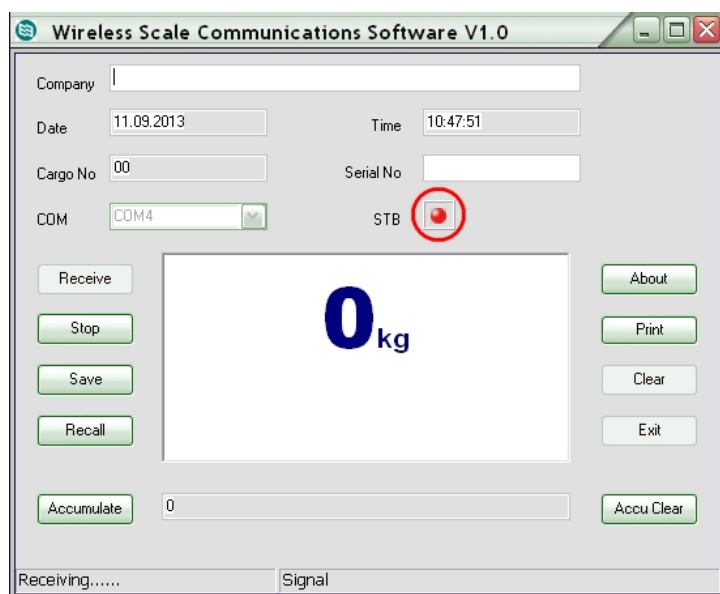 Wireless Scale Communications Software V1.0
Company
Date 11.09.2013 Time 10:47:51
Cargo No 00 Serial No
COM COM4 STB
Receive About
0kg
Stop Print
Save Clear
Recall Exit
Accumulate 0 Accu Clear
Receiving...... Signal